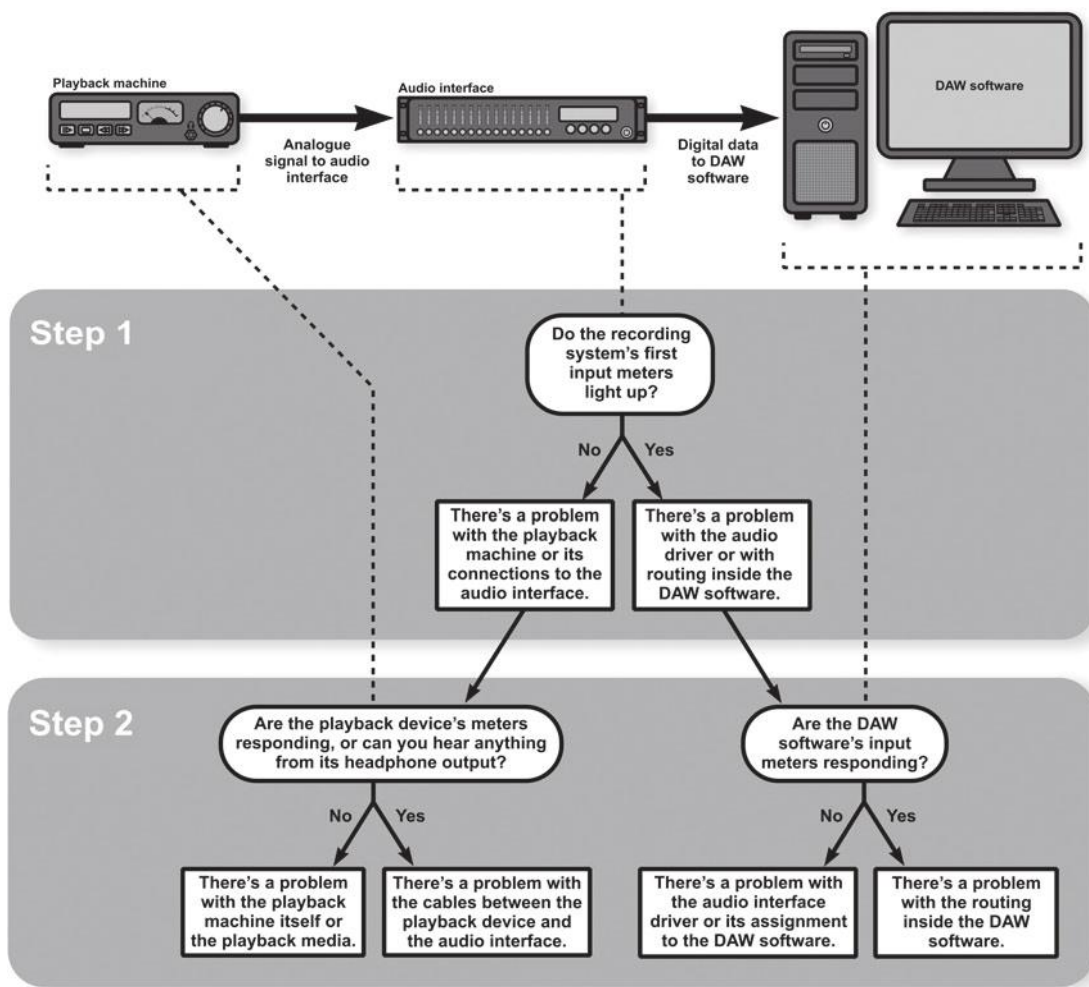 Playback machine
Audio interface
DAW software
Analogue
signal to audio
interface
Digital data
to DAW
software
Step 1
Do the recording
system's first
input meters
light up?
No
Yes
There's a problem
with the playback
machine or its
connections to the
audio interface.
There's a problem
with the audio
driver or with
routing inside the
DAW software.
Step 2
Are the playback device's meters
responding, or can you hear anything
from its headphone output?
Are the DAW
software's input
meters responding?
No
Yes
No
Yes
There's a problem
with the playback
machine itself or
the playback media.
There's a problem with
the cables between the
playback device and
the audio interface.
There's a problem with
the audio interface
driver or its assignment
to the DAW software.
There's a problem
with the routing
inside the DAW
software.